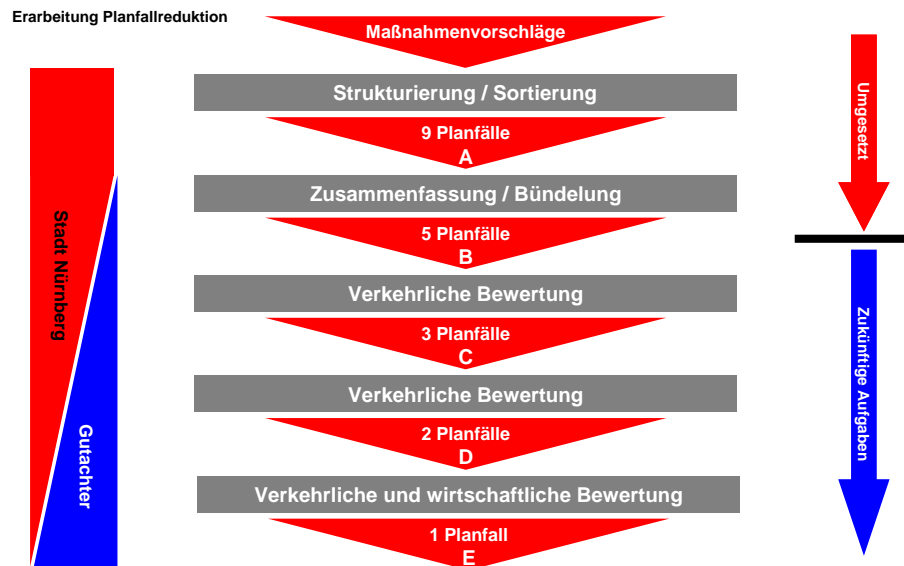 Erarbeitung Planfallreduktion
Maßnahmenvorschläge
Strukturierung / Sortierung
9 Planfälle
A
Zusammenfassung / Bündelung
5 Planfälle
B
Verkehrliche Bewertung
3 Planfälle
C
Verkehrliche Bewertung
2 Planfälle
D
Verkehrliche und wirtschaftliche Bewertung
1 Planfall
E
Stadt Nürnberg
Gutachter
Umgesetzt
Zukünftige Aufgaben